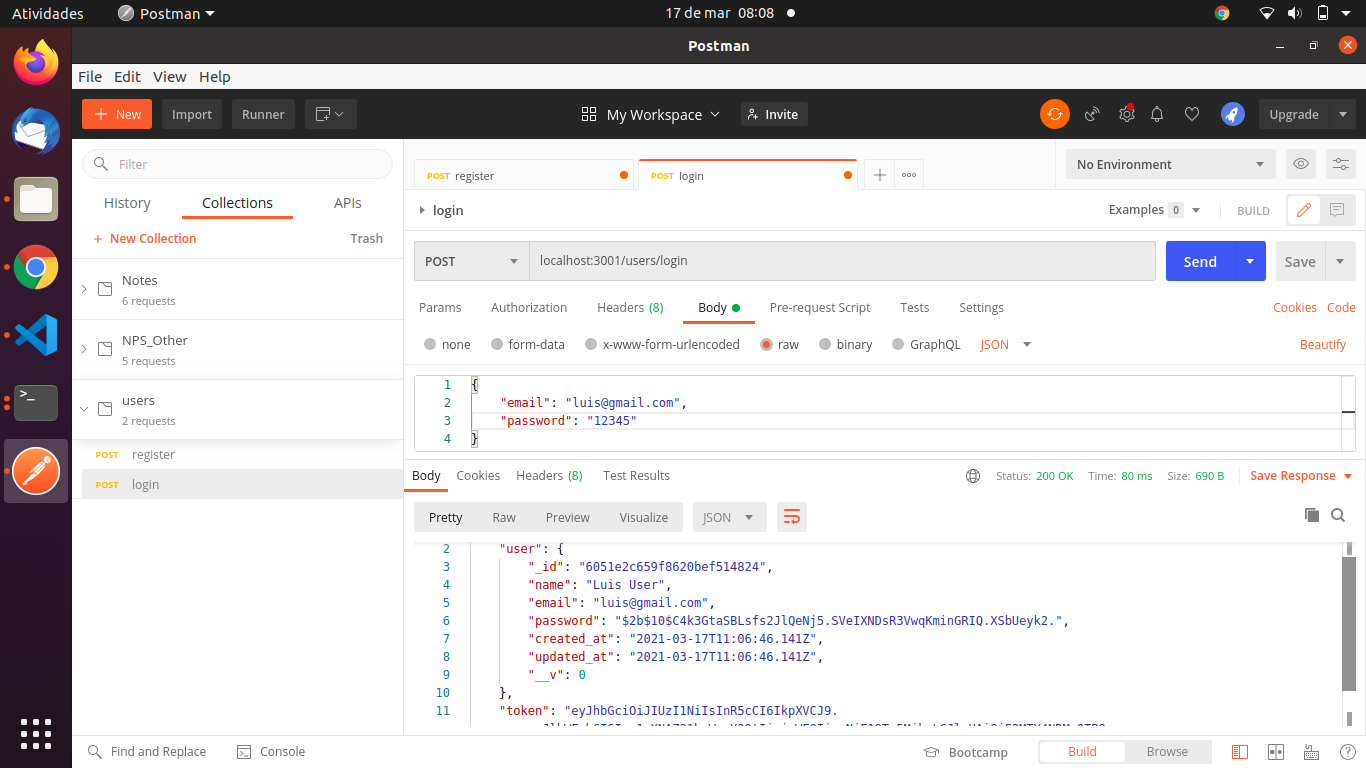 Atividades
Postman
17 de mar 08:08
Postman
File Edit View Help
New
Import
Runner
My Workspace
Invite
Upgrade
Filter
History Collections APIs
+ New Collection
Trash
Notes
6 requests
NPS_Other
5 requests
users
2 requests
POST register
POST login
POST register
POST login
No Environment
login
Examples 0
BUILD
POST
localhost:3001/users/login
Send
Save
Params Authorization Headers (8) Body Pre-request Script Tests Settings
Cookies Code
none form-data x-www-form-urlencoded raw binary GraphQL JSON
Beautify
1 {
2 "email": "luis@gmail.com",
3 "password": "12345"
4 }
Body Cookies Headers (8) Test Results
Status: 200 OK Time: 80 ms Size: 690 B
Save Response
Pretty Raw Preview Visualize
JSON
2 "user": {
3 "_id": "6051e2c659f8620bef514824",
4 "name": "Luis User",
5 "email": "luis@gmail.com",
6 "password": "$2b$10$C4k3GtaSBLsfs2JlQeNj5.SVeIXNDsR3VwqKminGRIQ.XSbUeyk2.",
7 "created_at": "2021-03-17T11:06:46.141Z",
8 "updated_at": "2021-03-17T11:06:46.141Z",
9 "__v": 0
10 },
11 "token": "eyJhbGciOiJIUzI1NiIsInR5cCI6IkpXVCJ9.
Find and Replace
Console
Bootcamp
Build
Browse